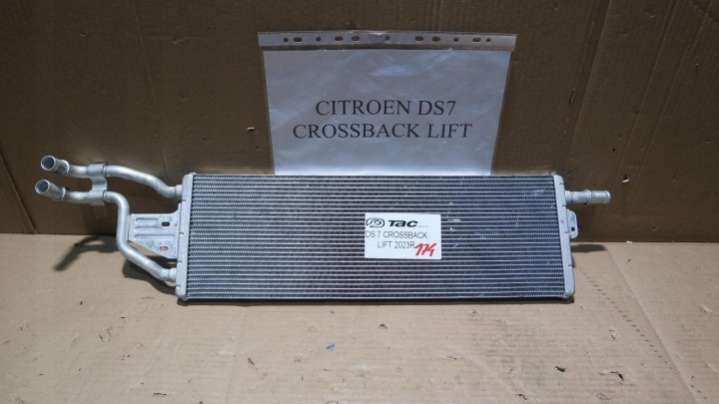 CITROEN DS7
CROSSBACK LIFT
TAC
DS 7 CROSSBACK
LIFT 2023R
174